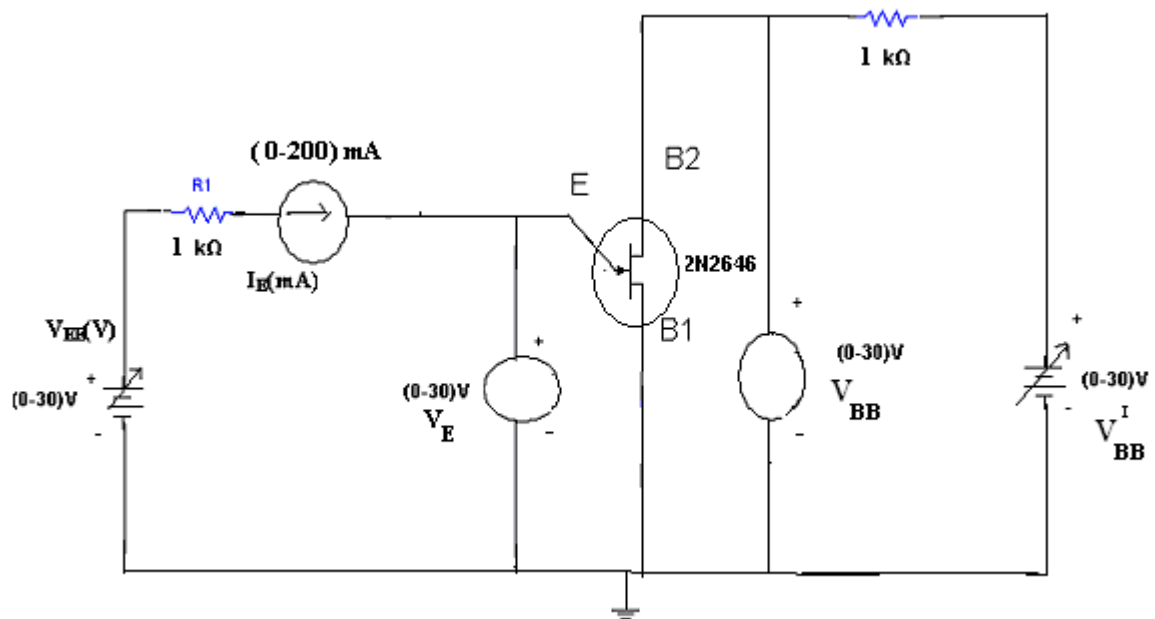 1 kΩ
(0-200) mA
B2
R1
E
1 kΩ
2N2646
I_E(mA)
B1
V_EE(V)
+
+
+
+
(0-30)V
(0-30)V
(0-30)V
(0-30)V
V_E
V_BB
V_BB^I
-
-
-
-